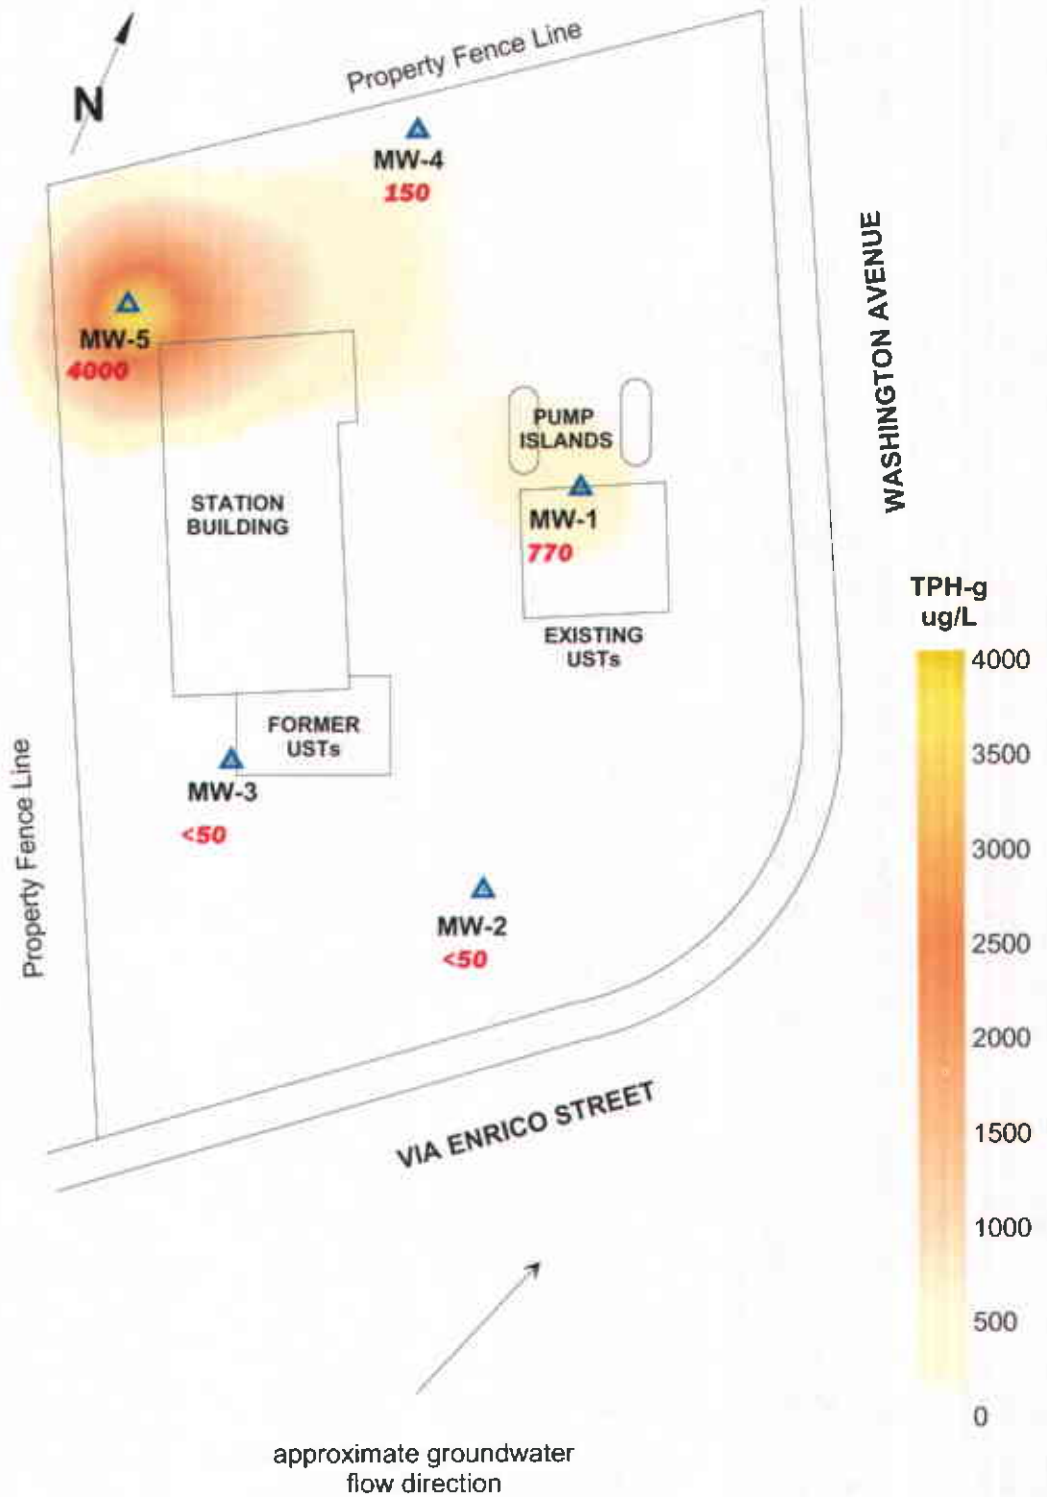 N
Property Fence Line
MW-4
150
MW-5
4000
WASHINGTON AVENUE
PUMP
ISLANDS
STATION
BUILDING
MW-1
770
EXISTING
USTs
FORMER
USTs
MW-3
<50
Property Fence Line
MW-2
<50
VIA ENRICO STREET
TPH-g
ug/L
4000
3500
3000
2500
2000
1500
1000
500
0
approximate groundwater
flow direction